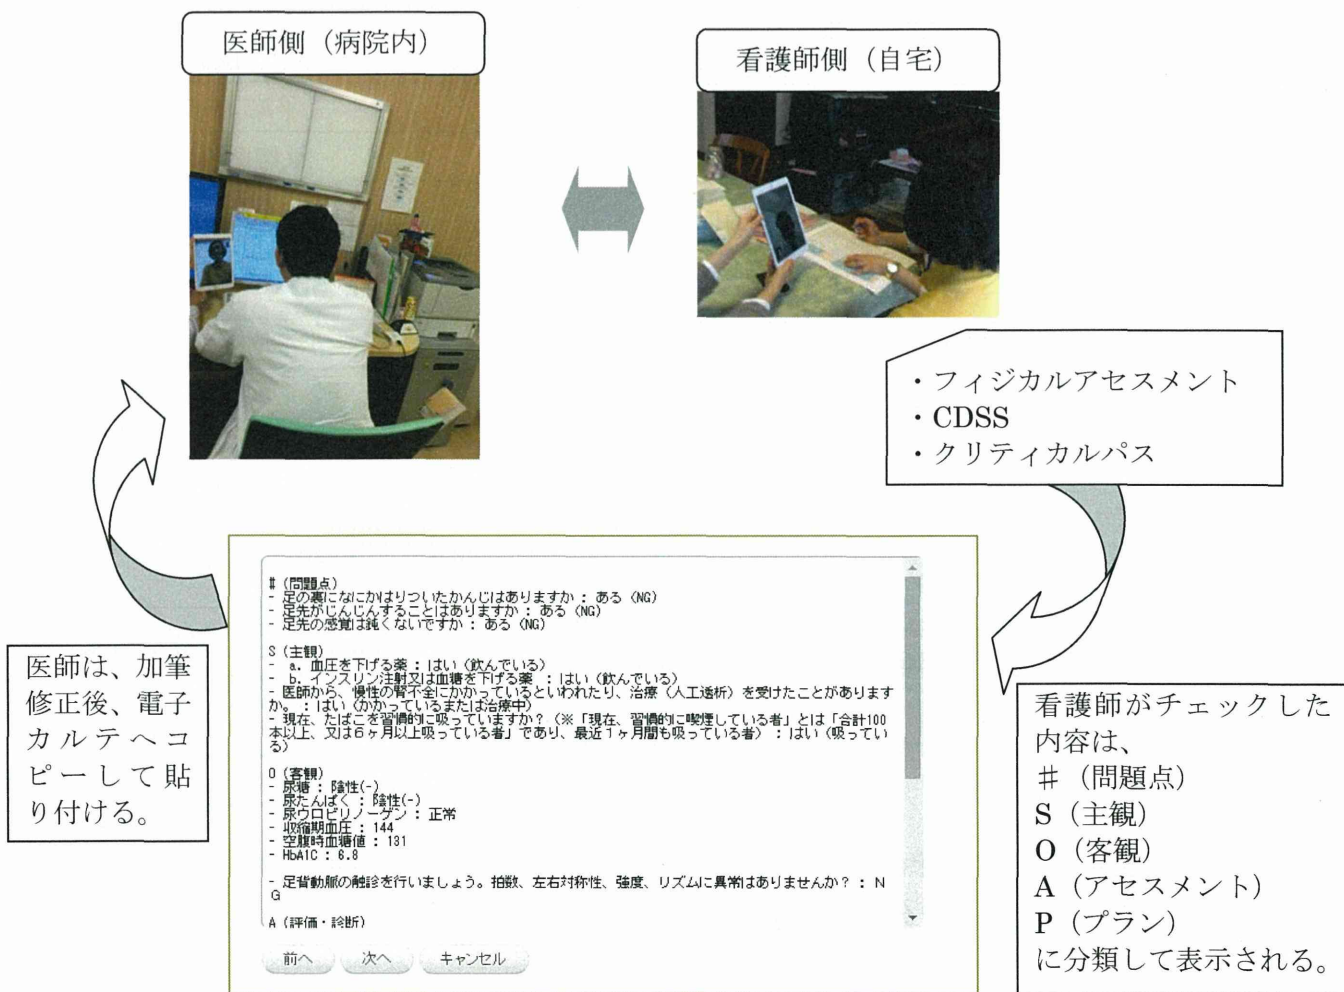 医師側（病院内）
看護師側（自宅）
・フィジカルアセスメント
・CDSS
・クリティカルパス
# （問題点）
- 足の裏になにかはりついたかんじはありますか : ある （NG）
- 足先がじんじんすることはありますか : ある （NG）
- 足先の感覚は鈍くないですか : ある （NG）
S （主観）
- a. 血圧を下げる薬 : はい （飲んでいる）
- b. インスリン注射又は血糖を下げる薬 : はい （飲んでいる）
- 医師から、慢性の腎不全にかかっているといわれたり、治療（人工透析）を受けたことがあります
か。 : はい （かかっているまたは治療中）
- 現在、たばこを習慣的に吸っていますか？（※「現在、習慣的に喫煙している者」とは「合計100
本以上、又は６ヶ月以上吸っている者」であり、最近１ヶ月間も吸っている者） : はい （吸ってい
る）
O （客観）
- 尿糖 : 陰性(-)
- 尿たんぱく : 陰性(-)
- 尿ウロビリノーゲン : 正常
- 収縮期血圧 : 144
- 空腹時血糖値 : 131
- HbA1C : 6.8
- 足背動脈の触診を行いましょう。拍数、左右対称性、強度、リズムに異常はありませんか？ : N
G
A （評価・診断）
前へ 次へ キャンセル
医師は、加筆
修正後、電子
カルテへコ
ピーして貼
り付ける。
看護師がチェックした
内容は、
＃（問題点）
S（主観）
O（客観）
A（アセスメント）
P（プラン）
に分類して表示される。